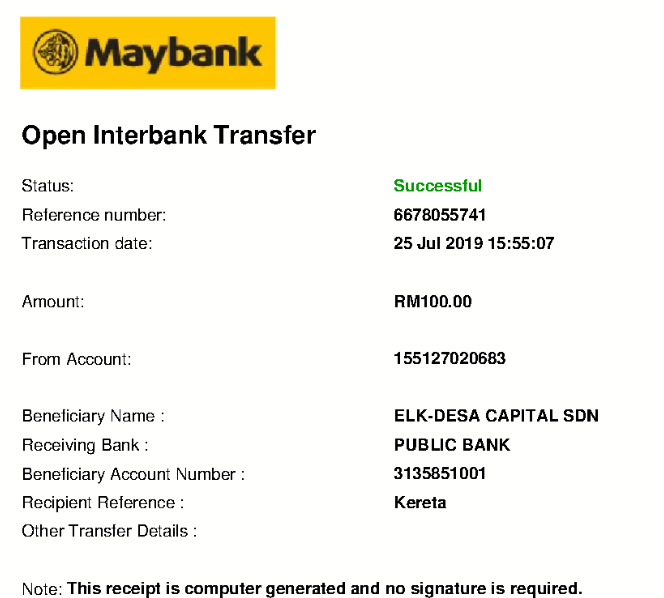 Maybank
Open Interbank Transfer
Status: Successful
Reference number: 6678055741
Transaction date: 25 Jul 2019 15:55:07
Amount: RM100.00
From Account: 155127020683
Beneficiary Name : ELK-DESA CAPITAL SDN
Receiving Bank : PUBLIC BANK
Beneficiary Account Number : 3135851001
Recipient Reference : Kereta
Other Transfer Details :
Note: This receipt is computer generated and no signature is required.